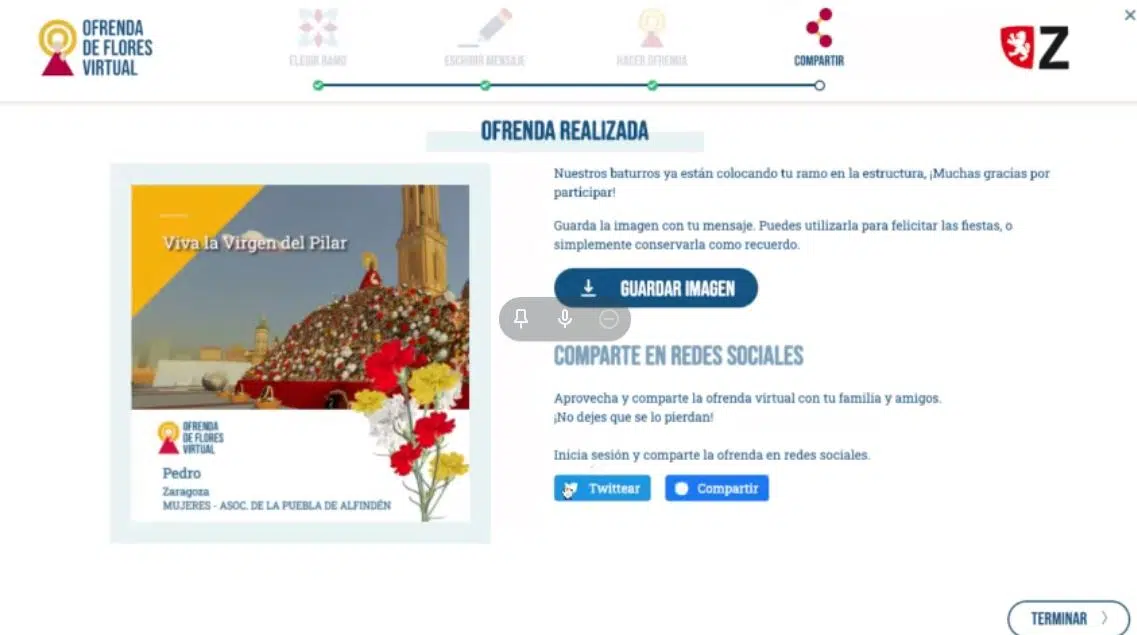 OFRENDA
DE FLORES
VIRTUAL
ELEGIR RAMO
ESCRIBIR MENSAJE
HACER OFRENDA
COMPARTIR
Z
OFRENDA REALIZADA
Viva la Virgen del Pilar
OFRENDA
DE FLORES
VIRTUAL
Pedro
Zaragoza
MUJERES - ASOC. DE LA PUEBLA DE ALFINDÉN
Nuestros baturros ya están colocando tu ramo en la estructura, ¡Muchas gracias por
participar!
Guarda la imagen con tu mensaje. Puedes utilizarla para felicitar las fiestas, o
simplemente conservarla como recuerdo.
GUARDAR IMAGEN
COMPARTE EN REDES SOCIALES
Aprovecha y comparte la ofrenda virtual con tu familia y amigos.
¡No dejes que se lo pierdan!
Inicia sesión y comparte la ofrenda en redes sociales.
Twittear
Compartir
TERMINAR